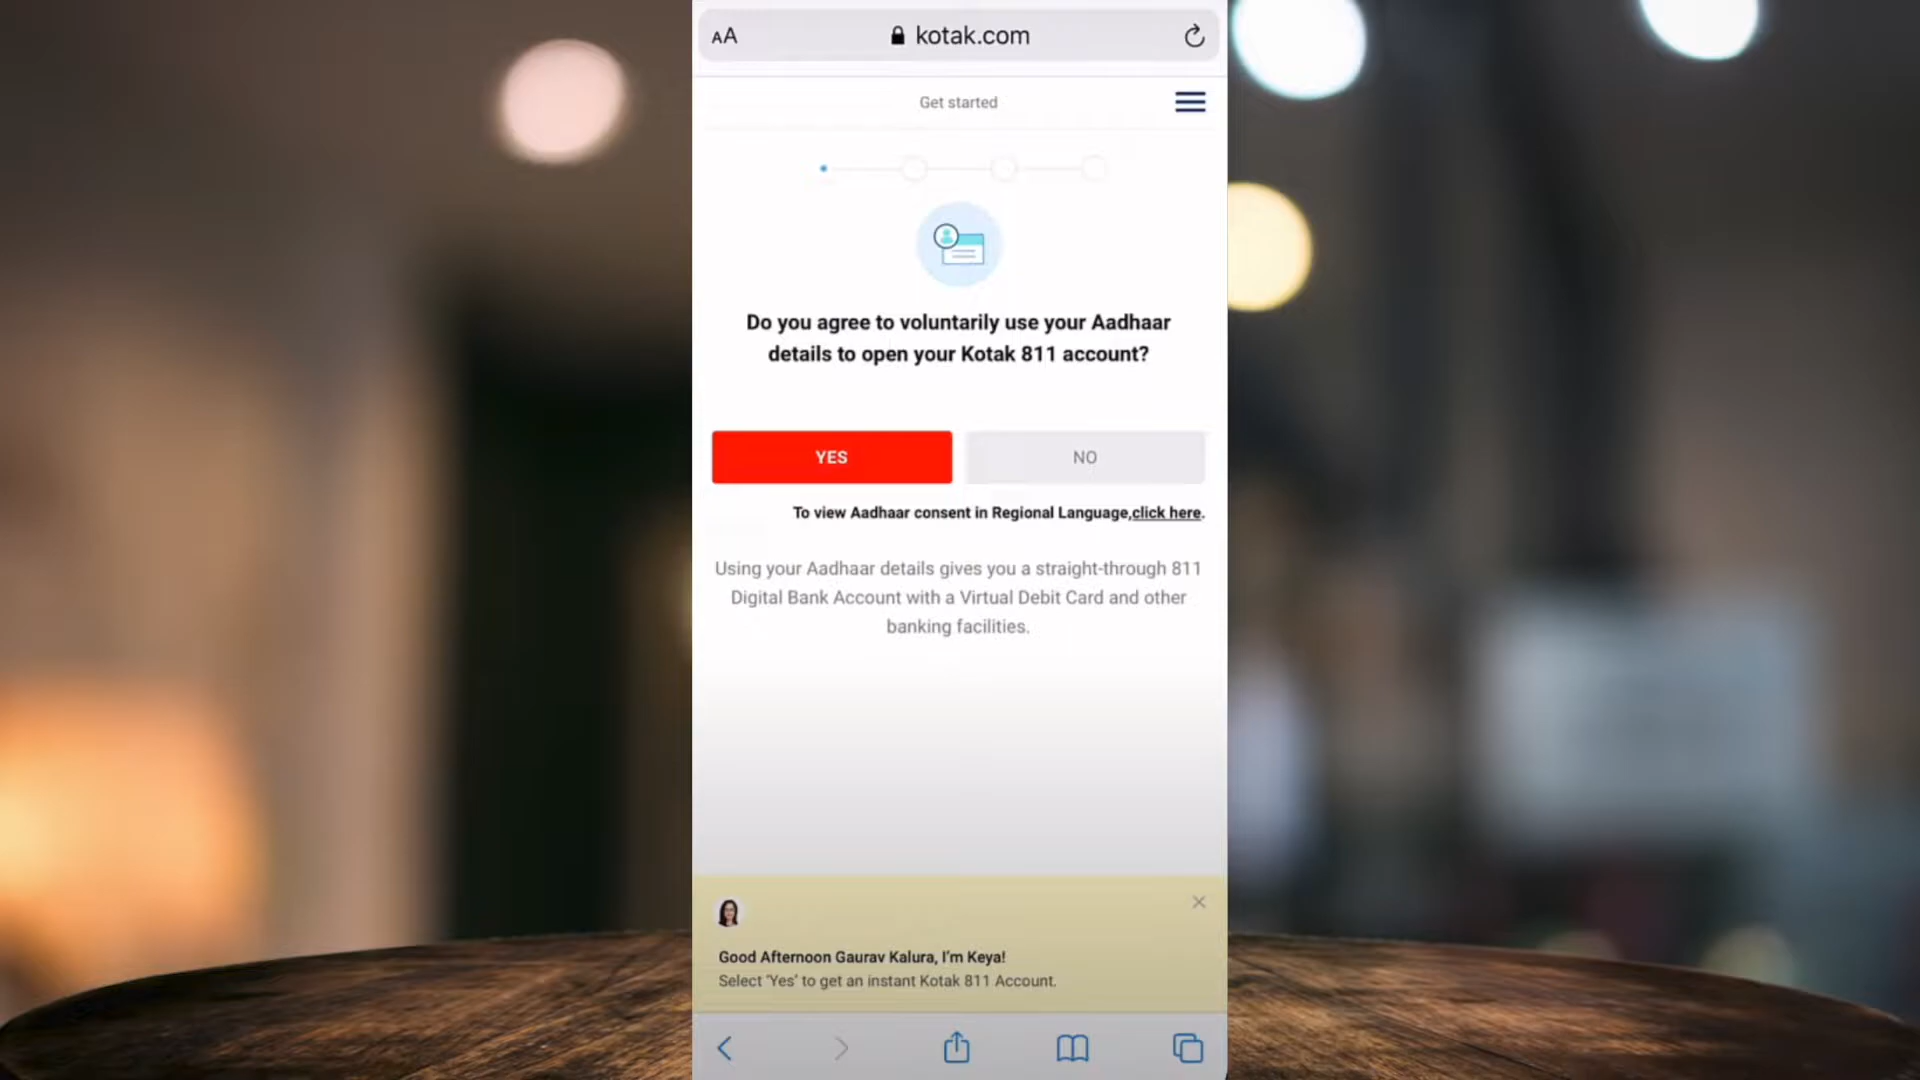 AA kotak.com
Get started
Do you agree to voluntarily use your Aadhaar
details to open your Kotak 811 account?
YES NO
To view Aadhaar consent in Regional Language,click here.
Using your Aadhaar details gives you a straight-through 811
Digital Bank Account with a Virtual Debit Card and other
banking facilities.
Good Afternoon Gaurav Kalura, I'm Keya!
Select 'Yes' to get an instant Kotak 811 Account.